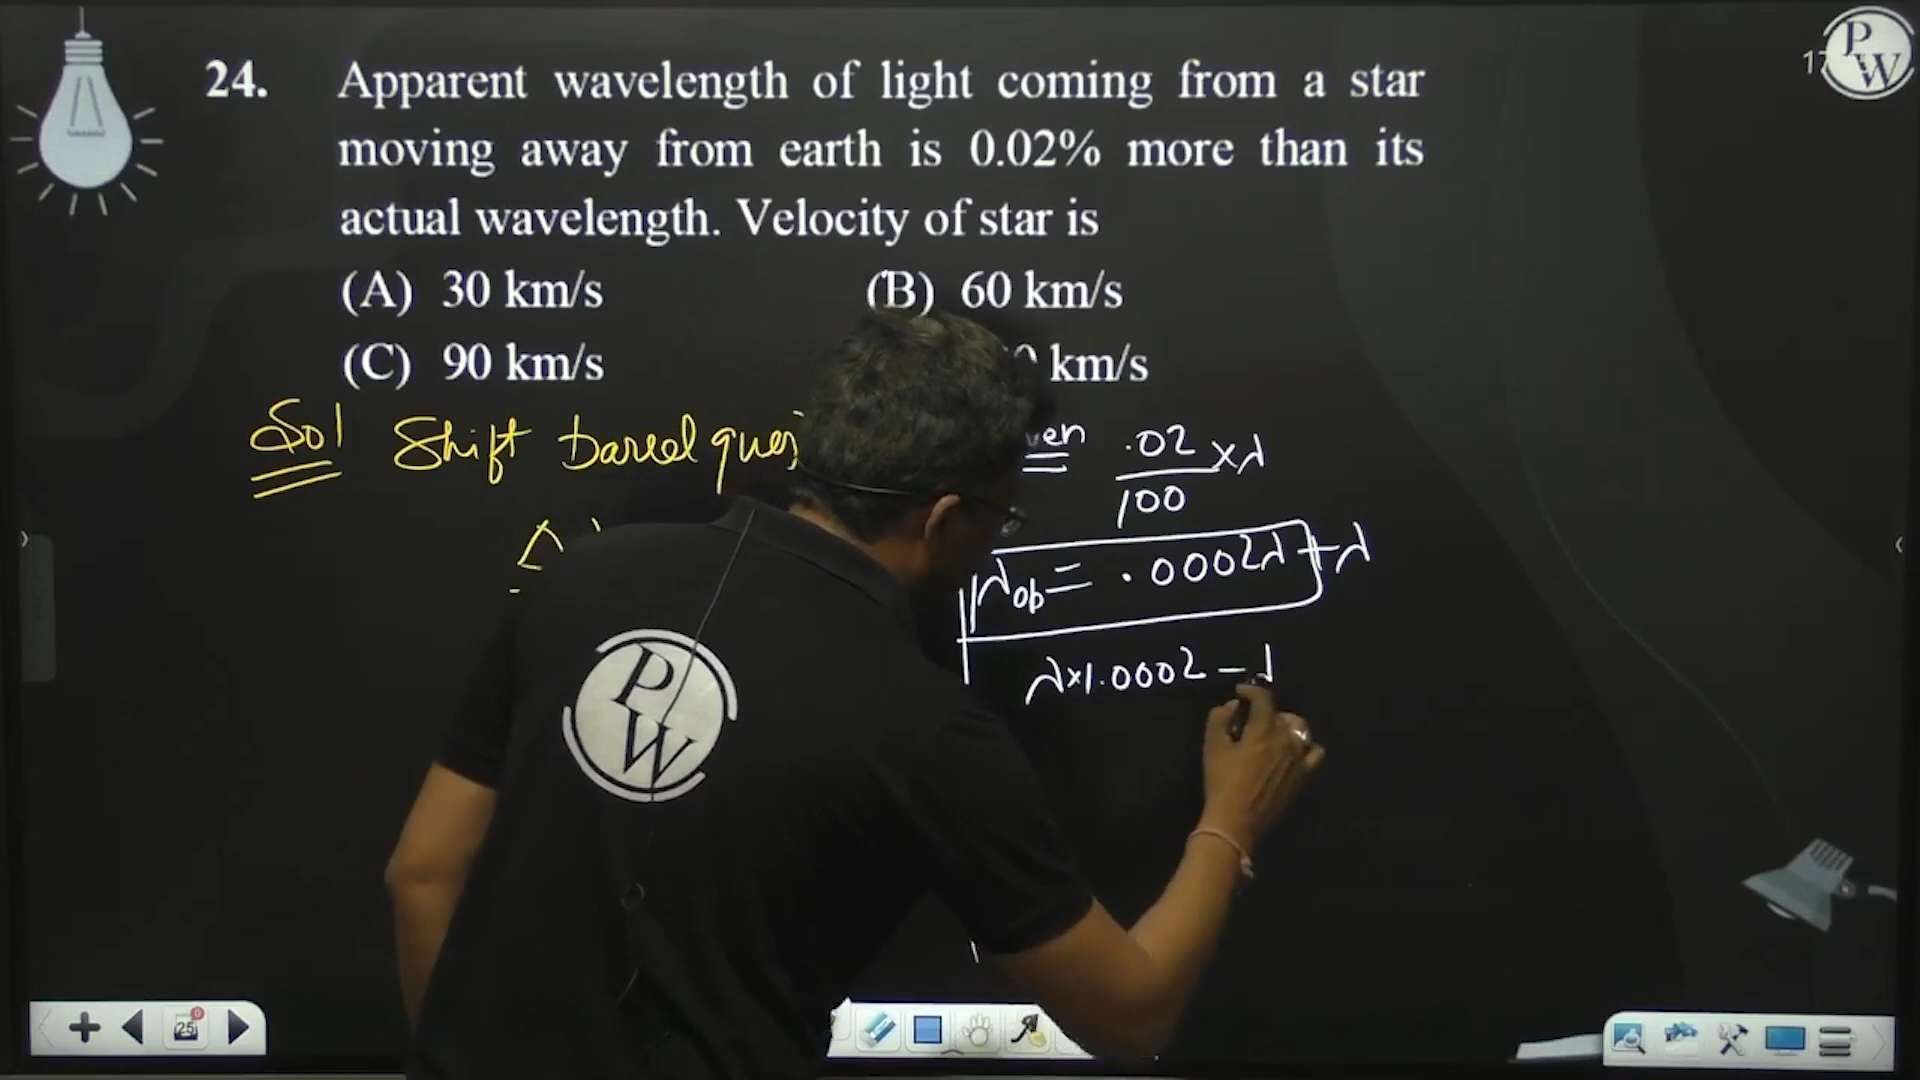 24. Apparent wavelength of light coming from a star
moving away from earth is 0.02% more than its
actual wavelength. Velocity of star is
(A) 30 km/s (B) 60 km/s
(C) 90 km/s km/s
Sol Shift
.02
100
×λ
λob = .0002λ + λ
λ×1.0002 - λ
P
W
P
W
25
0